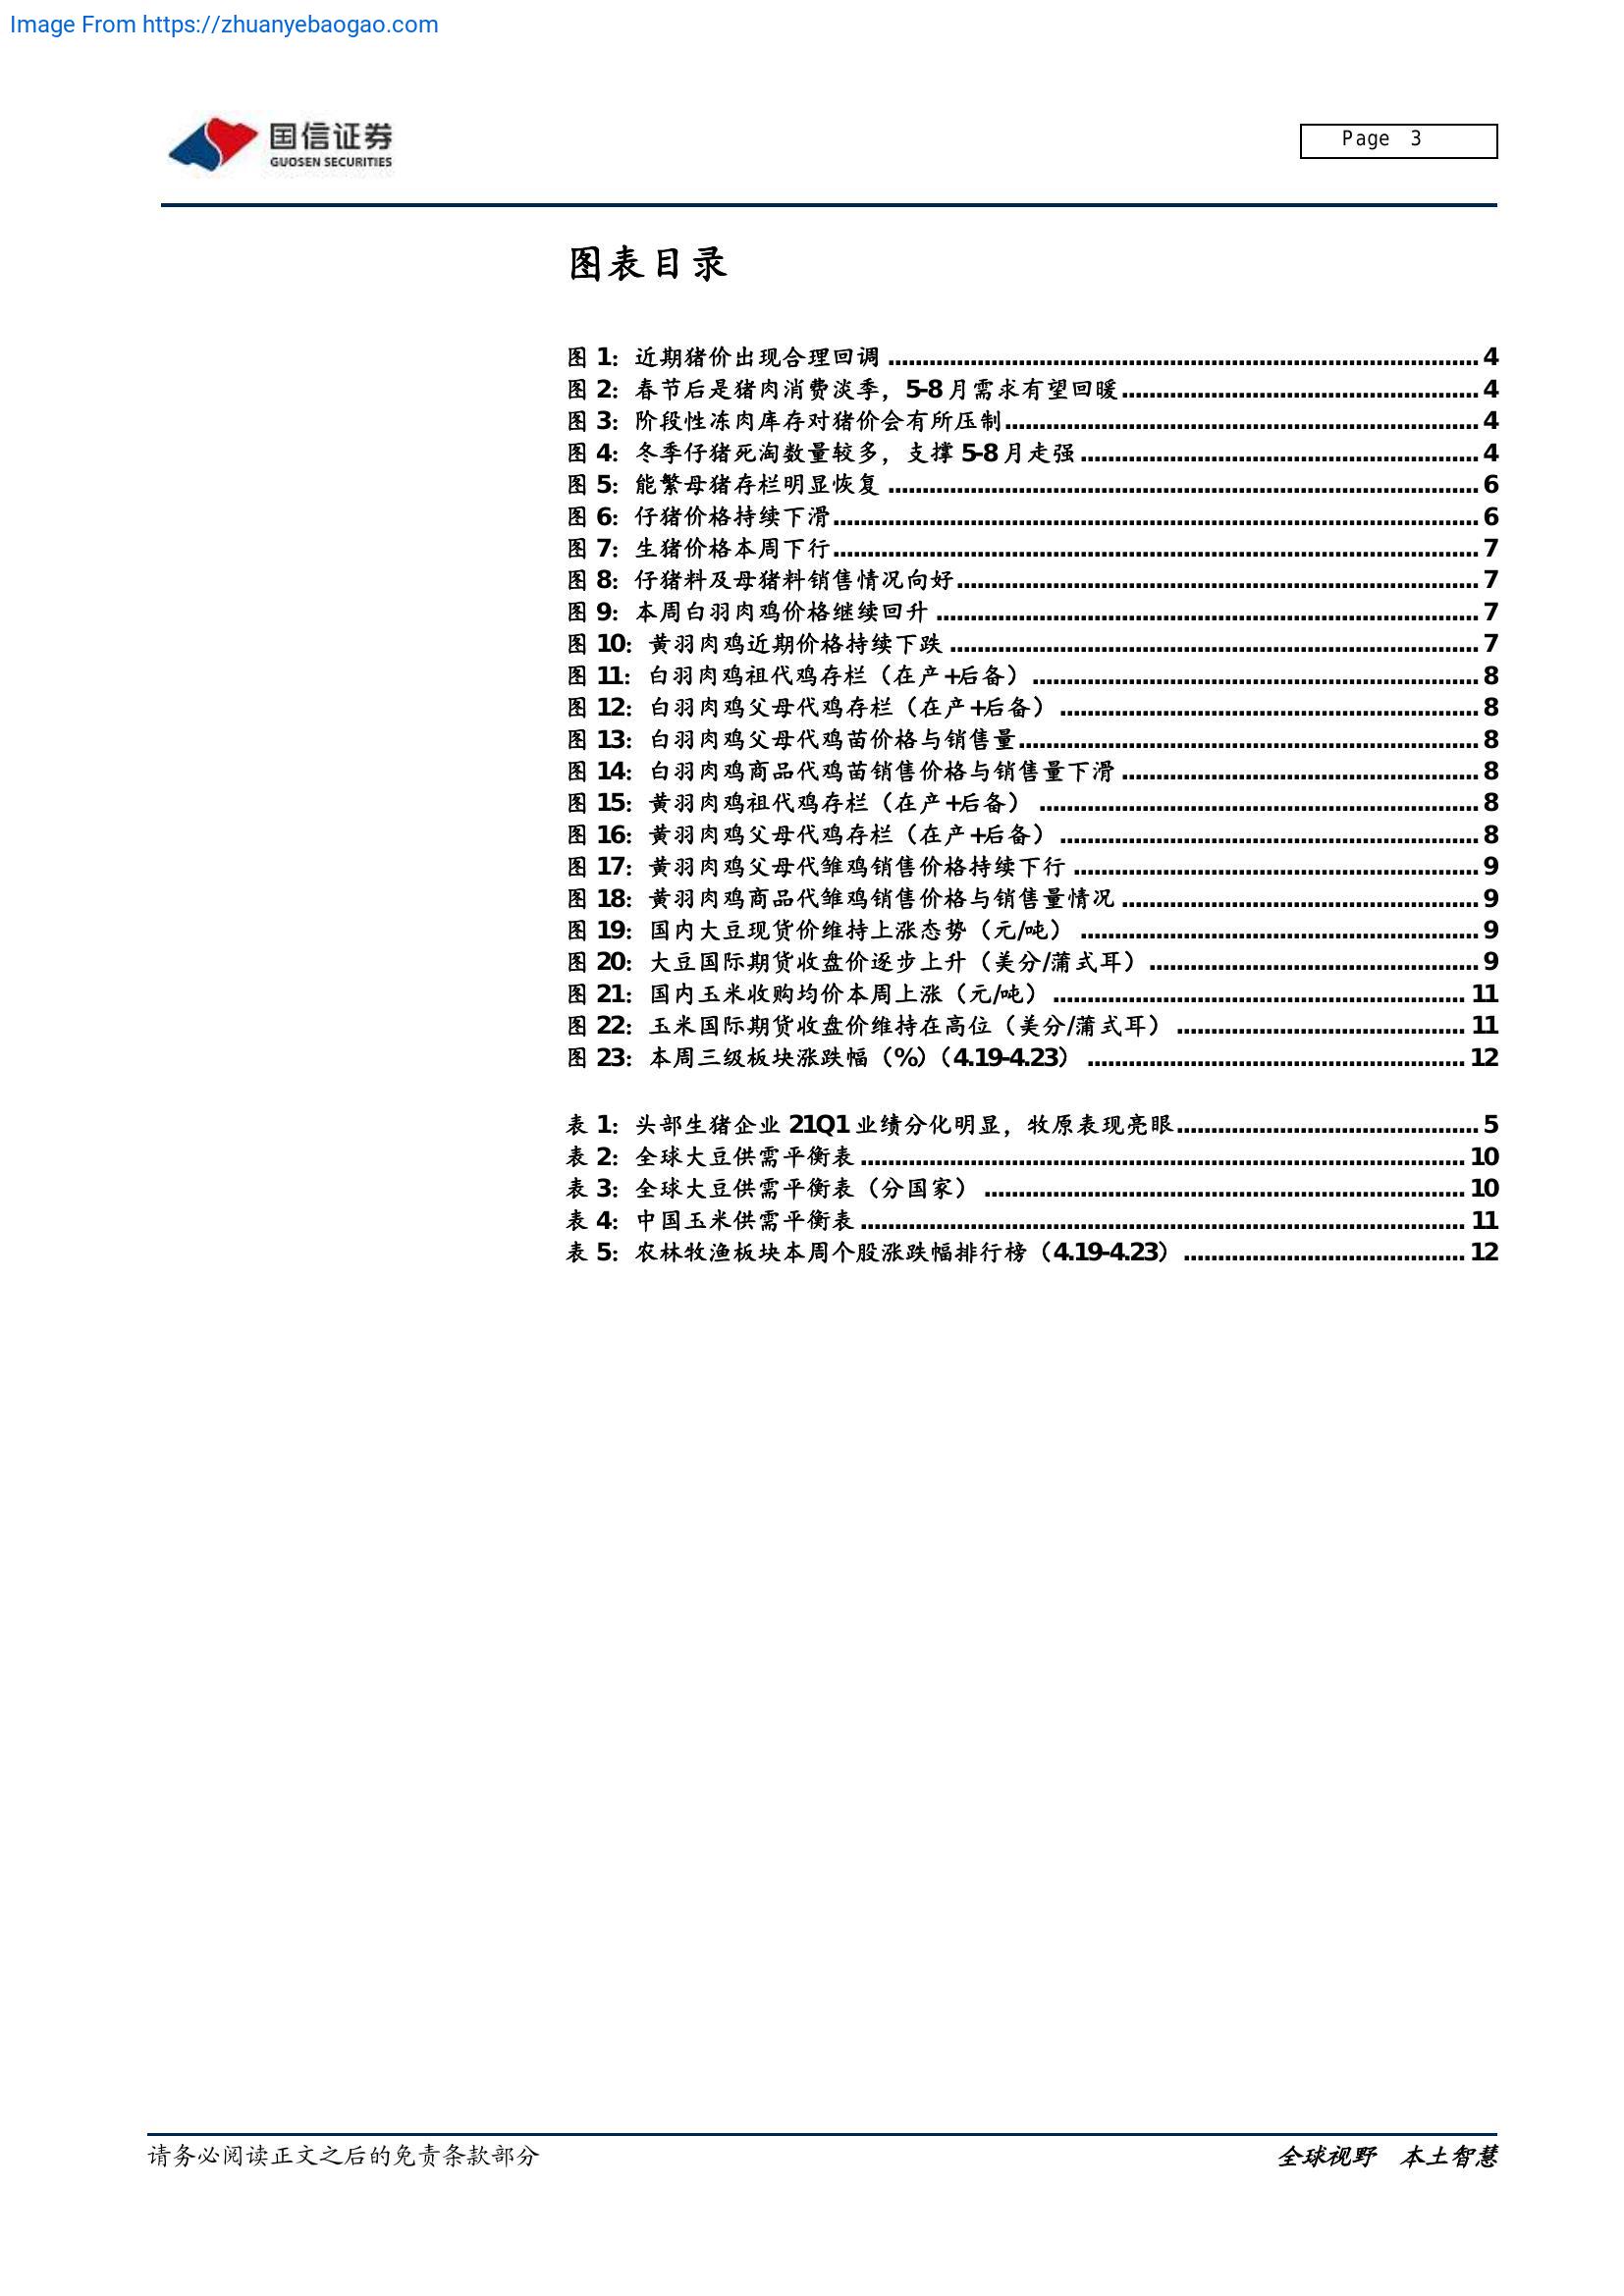 Image From https://zhuanyebaogao.com
国信证券
GUOSEN SECURITIES
Page 3
图表目录
图 1：近期猪价出现合理回调 ........................................ 4
图 2：春节后是猪肉消费淡季，5-8 月需求有望回暖 ........................................ 4
图 3：阶段性冻肉库存对猪价会有所压制 ........................................ 4
图 4：冬季仔猪死淘数量较多，支撑 5-8 月走强 ........................................ 4
图 5：能繁母猪存栏明显恢复 ........................................ 6
图 6：仔猪价格持续下滑 ........................................ 6
图 7：生猪价格本周下行 ........................................ 7
图 8：仔猪料及母猪料销售情况向好 ........................................ 7
图 9：本周白羽肉鸡价格继续回升 ........................................ 7
图 10：黄羽肉鸡近期价格持续下跌 ........................................ 7
图 11：白羽肉鸡祖代鸡存栏（在产+后备） ........................................ 8
图 12：白羽肉鸡父母代鸡存栏（在产+后备） ........................................ 8
图 13：白羽肉鸡父母代鸡苗价格与销售量 ........................................ 8
图 14：白羽肉鸡商品代鸡苗销售价格与销售量下滑 ........................................ 8
图 15：黄羽肉鸡祖代鸡存栏（在产+后备） ........................................ 8
图 16：黄羽肉鸡父母代鸡存栏（在产+后备） ........................................ 8
图 17：黄羽肉鸡父母代雏鸡销售价格持续下行 ........................................ 9
图 18：黄羽肉鸡商品代雏鸡销售价格与销售量情况 ........................................ 9
图 19：国内大豆现货价维持上涨态势（元/吨） ........................................ 9
图 20：大豆国际期货收盘价逐步上升（美分/蒲式耳） ........................................ 9
图 21：国内玉米收购均价本周上涨（元/吨） ........................................ 11
图 22：玉米国际期货收盘价维持在高位（美分/蒲式耳） ........................................ 11
图 23：本周三级板块涨跌幅（%）（4.19-4.23） ........................................ 12
表 1：头部生猪企业 21Q1 业绩分化明显，牧原表现亮眼 ........................................ 5
表 2：全球大豆供需平衡表 ........................................ 10
表 3：全球大豆供需平衡表（分国家） ........................................ 10
表 4：中国玉米供需平衡表 ........................................ 11
表 5：农林牧渔板块本周个股涨跌幅排行榜（4.19-4.23） ........................................ 12
请务必阅读正文之后的免责条款部分
全球视野 本土智慧